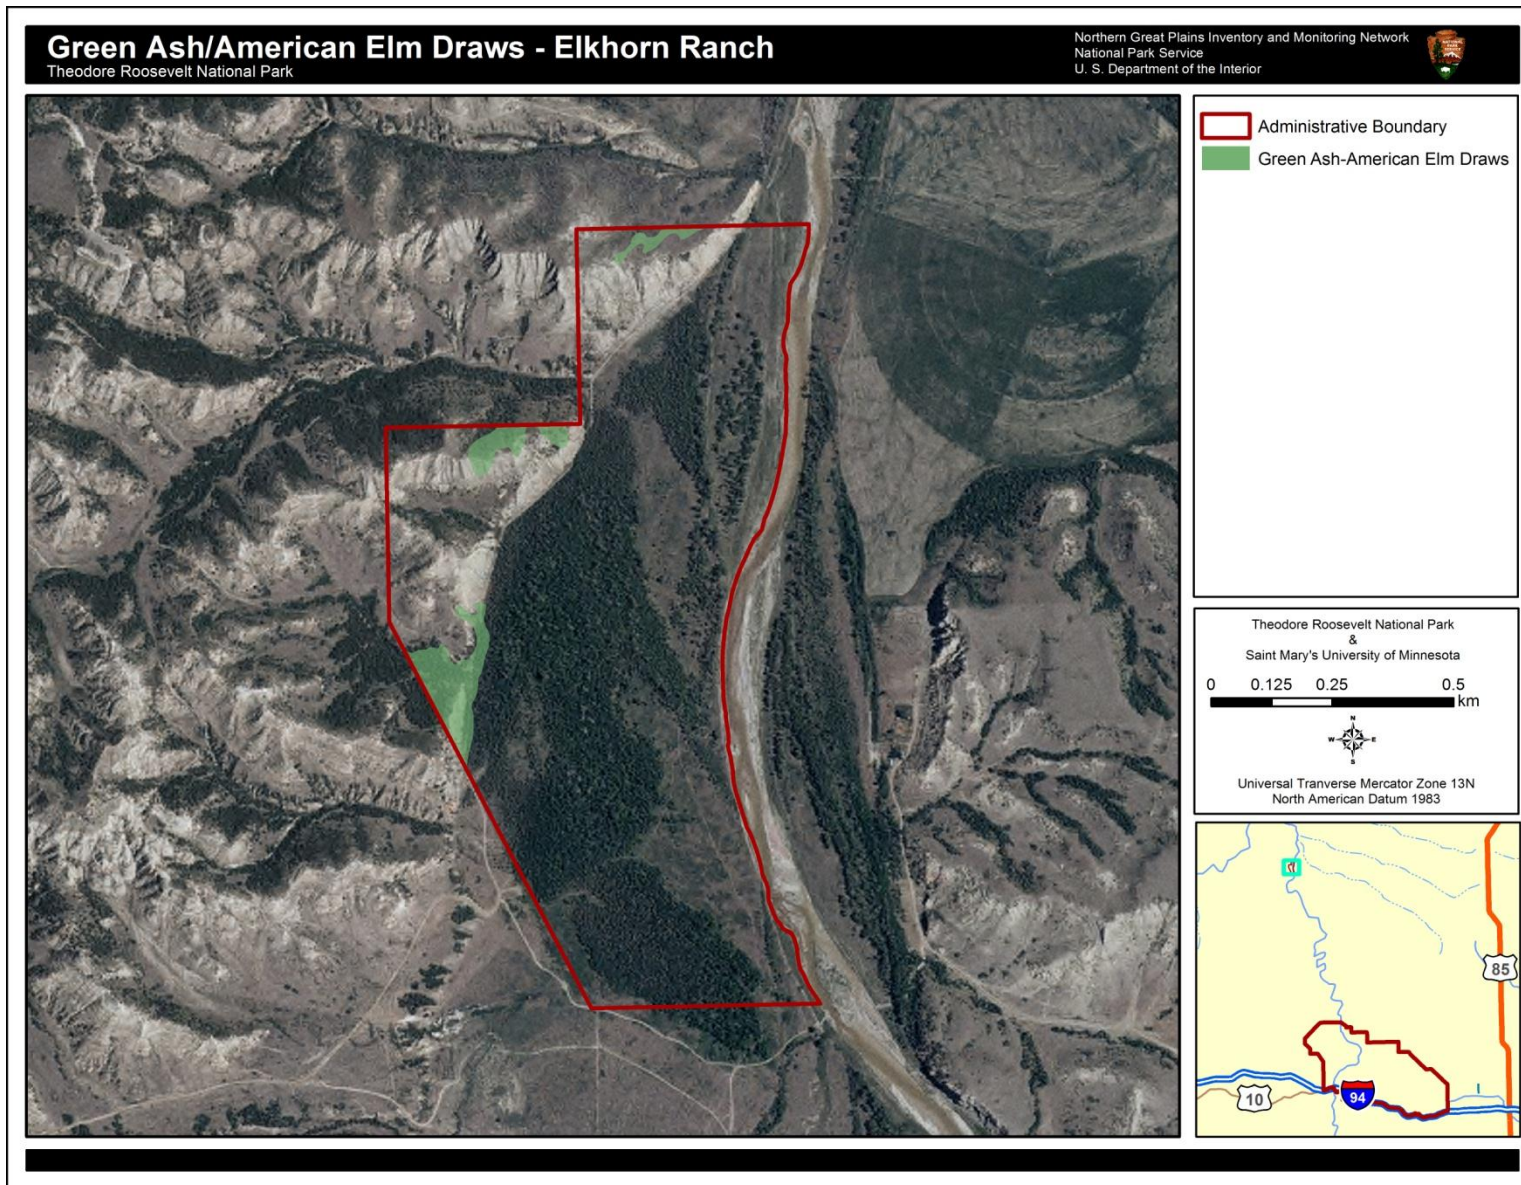 Green Ash/American Elm Draws - Elkhorn Ranch
Theodore Roosevelt National Park
Northern Great Plains Inventory and Monitoring Network
National Park Service
U. S. Department of the Interior
Administrative Boundary
Green Ash-American Elm Draws
Theodore Roosevelt National Park
&
Saint Mary's University of Minnesota
0 0.125 0.25 0.5
km
N
W E
S
Universal Tranverse Mercator Zone 13N
North American Datum 1983
85
10
94